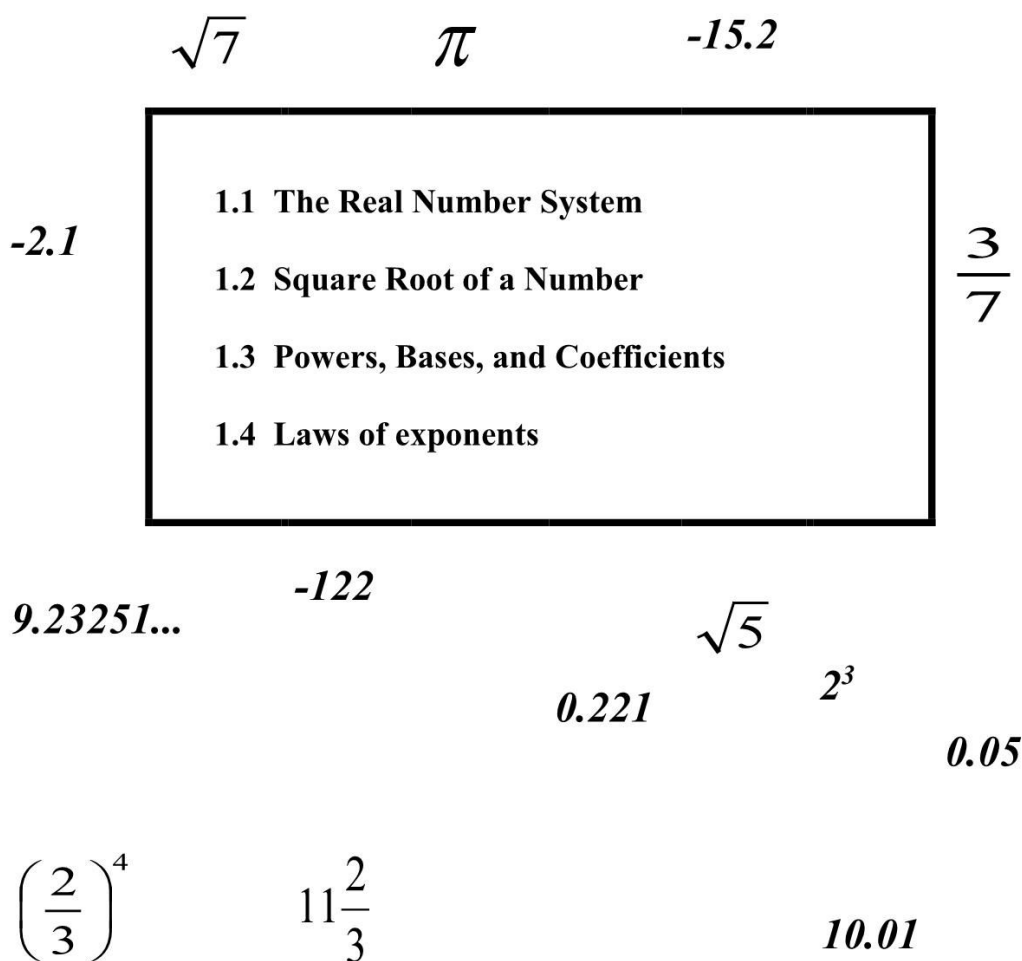 √7 π -15.2
1.1 The Real Number System
-2.1
1.2 Square Root of a Number
3/7
1.3 Powers, Bases, and Coefficients
1.4 Laws of exponents
-122
9.23251...
√5
2³
0.221
0.05
(2/3)⁴ 11 2/3
10.01